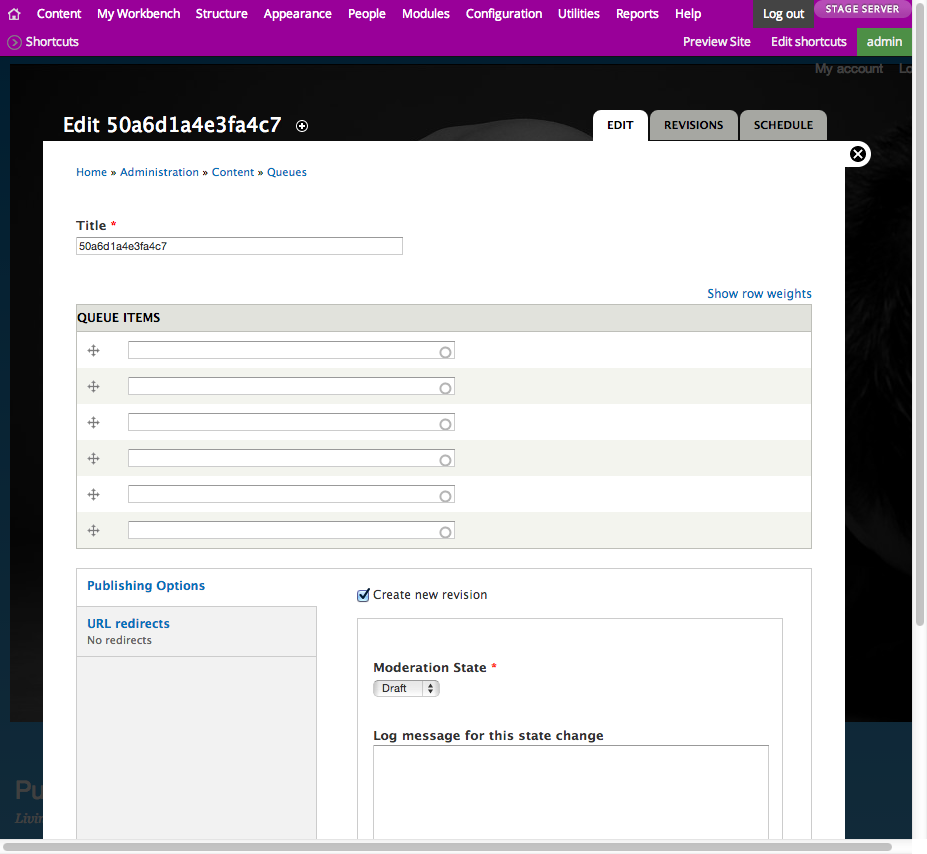 Content My Workbench Structure Appearance People Modules Configuration Utilities Reports Help Log out STAGE SERVER
Shortcuts Preview Site Edit shortcuts admin
My account
Edit 50a6d1a4e3fa4c7 EDIT REVISIONS SCHEDULE
Home » Administration » Content » Queues
Title *
50a6d1a4e3fa4c7
Show row weights
QUEUE ITEMS
Publishing Options
Create new revision
URL redirects
No redirects
Moderation State *
Draft
Log message for this state change